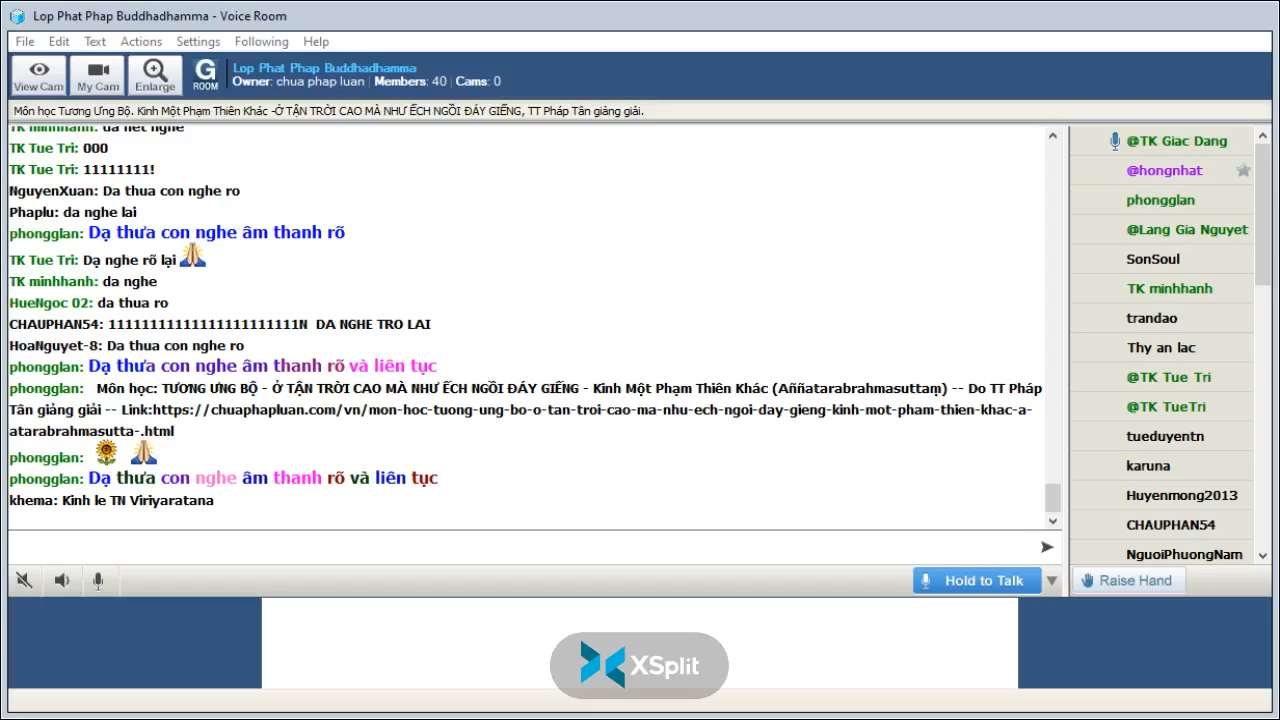 Lop Phat Phap Buddhadhamma - Voice Room
File Edit Text Actions Settings Following Help
View Cam My Cam Enlarge G ROOM
Lop Phat Phap Buddhadhamma
Owner: chua phap luan | Members: 40 | Cams: 0
Môn học Tương Ưng Bộ. Kinh Một Phạm Thiên Khác -Ở TẬN TRỜI CAO MÀ NHƯ ẾCH NGỒI ĐÁY GIẾNG, TT Pháp Tân giảng giải.
TK minhhanh: da het nghe
TK Tue Tri: 000
TK Tue Tri: 11111111!
NguyenXuan: Da thua con nghe ro
Phaplu: da nghe lai
phongglan: Dạ thưa con nghe âm thanh rõ
TK Tue Tri: Dạ nghe rõ lại
TK minhhanh: da nghe
HueNgoc 02: da thua ro
CHAUPHAN54: 11111111111111111111111N DA NGHE TRO LAI
HoaNguyet-8: Da thua con nghe ro
phongglan: Dạ thưa con nghe âm thanh rõ và liên tục
phongglan: Môn học: TƯƠNG ƯNG BỘ - Ở TẬN TRỜI CAO MÀ NHƯ ẾCH NGỒI ĐÁY GIẾNG - Kinh Một Phạm Thiên Khác (Aññatarabrahmasuttaṃ) -- Do TT Pháp
Tân giảng giải -- Link:https://chuaphapluan.com/vn/mon-hoc-tuong-ung-bo-o-tan-troi-cao-ma-nhu-ech-ngoi-day-gieng-kinh-mot-pham-thien-khac-a-
atarabrahmasutta-.html
phongglan:
phongglan: Dạ thưa con nghe âm thanh rõ và liên tục
khema: Kinh le TN Viriyaratana
@TK Giac Dang
@hongnhat
phongglan
@Lang Gia Nguyet
SonSoul
TK minhhanh
trandao
Thy an lac
@TK Tue Tri
@TK TueTri
tueduyentn
karuna
Huyenmong2013
CHAUPHAN54
NguoiPhuongNam
Hold to Talk
Raise Hand
XSplit